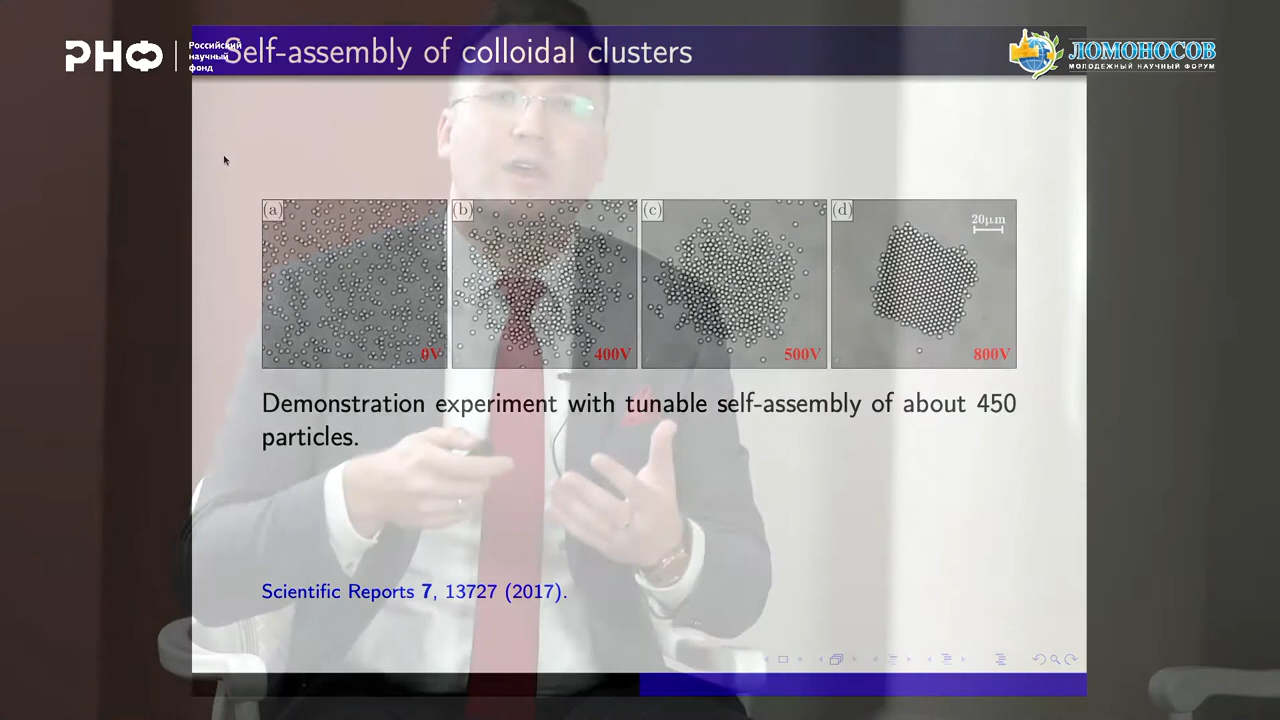 РНФ
Российский
научный
фонд
Self-assembly of colloidal clusters
ЛОМОНОСОВ
МОЛОДЕЖНЫЙ НАУЧНЫЙ ФОРУМ
(a)
(b)
(c)
(d)
20μm
0V
400V
500V
800V
Demonstration experiment with tunable self-assembly of about 450
particles.
Scientific Reports 7, 13727 (2017).